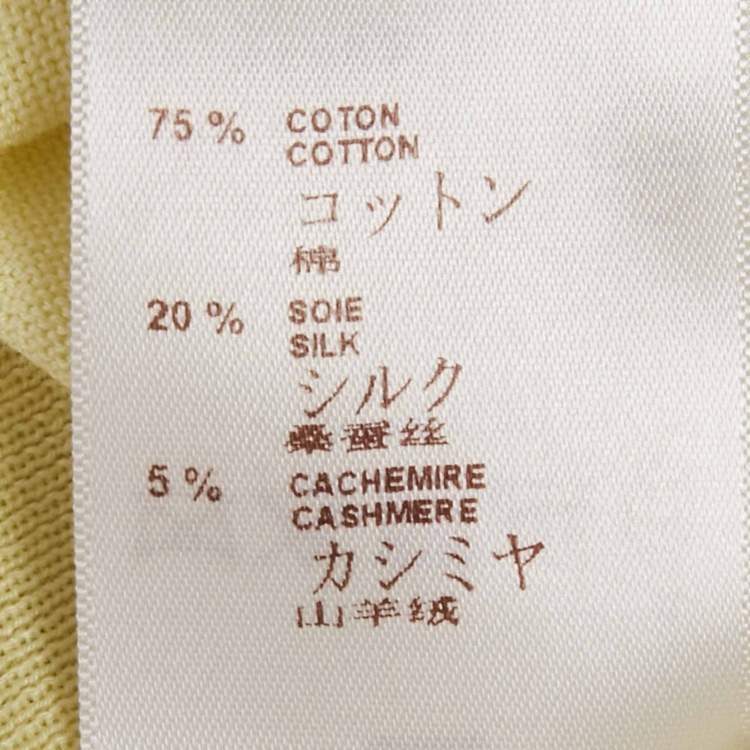 75 % COTON
COTTON
コットン
棉
20 % SOIE
SILK
シルク
桑蚕丝
5 % CACHEMIRE
CASHMERE
カシミヤ
山羊绒